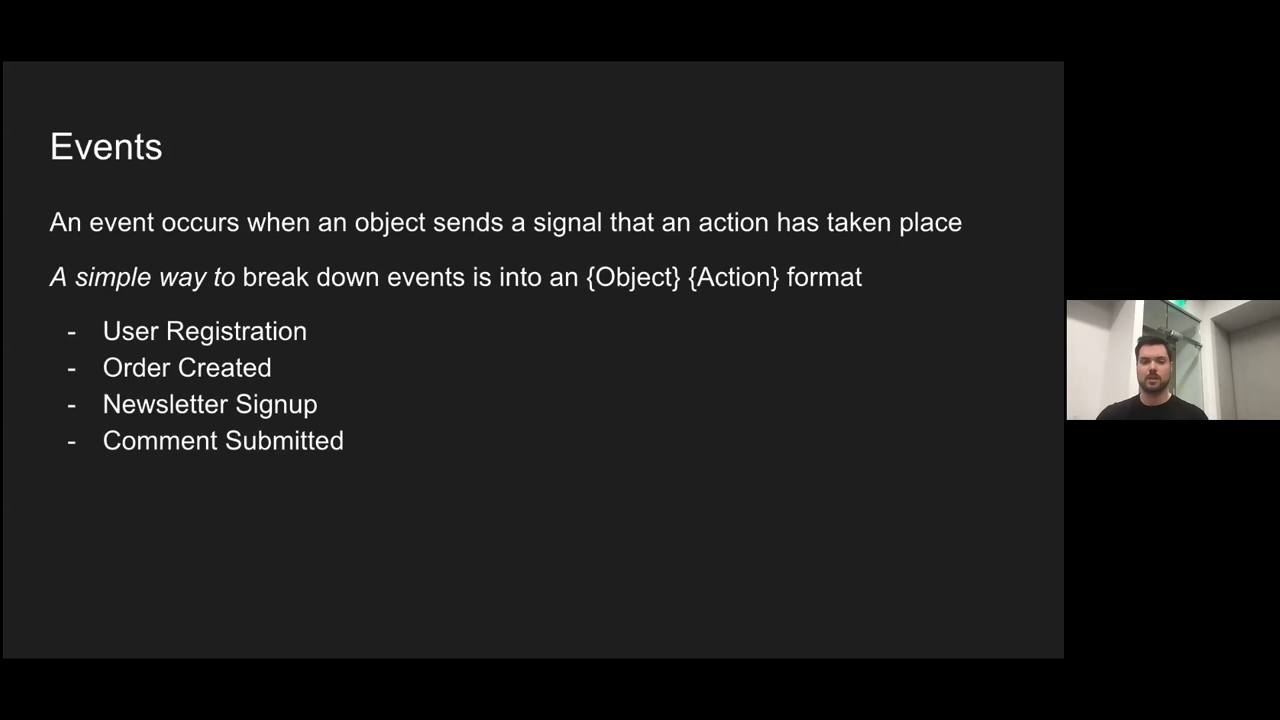 Events
An event occurs when an object sends a signal that an action has taken place
A simple way to break down events is into an {Object} {Action} format
- User Registration
- Order Created
- Newsletter Signup
- Comment Submitted